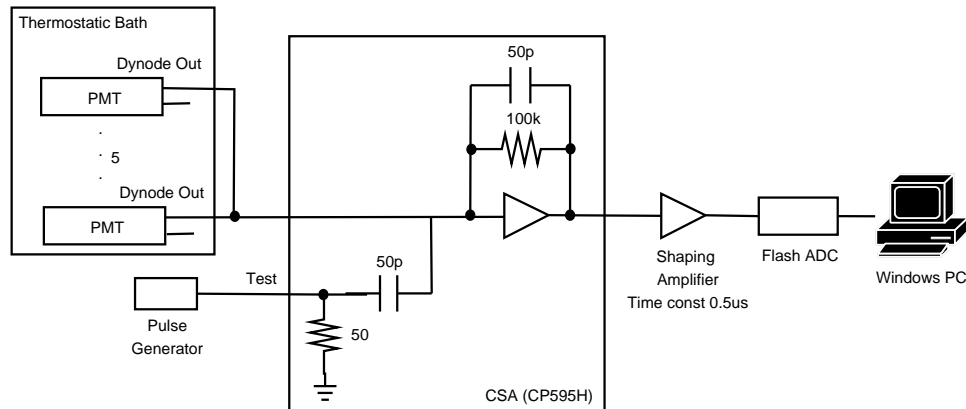 Thermostatic Bath
Dynode Out
PMT
.
. 5
.
Dynode Out
PMT
50p
100k
Test
50p
50
Pulse
Generator
CSA (CP595H)
Shaping
Amplifier
Time const 0.5us
Flash ADC
Windows PC